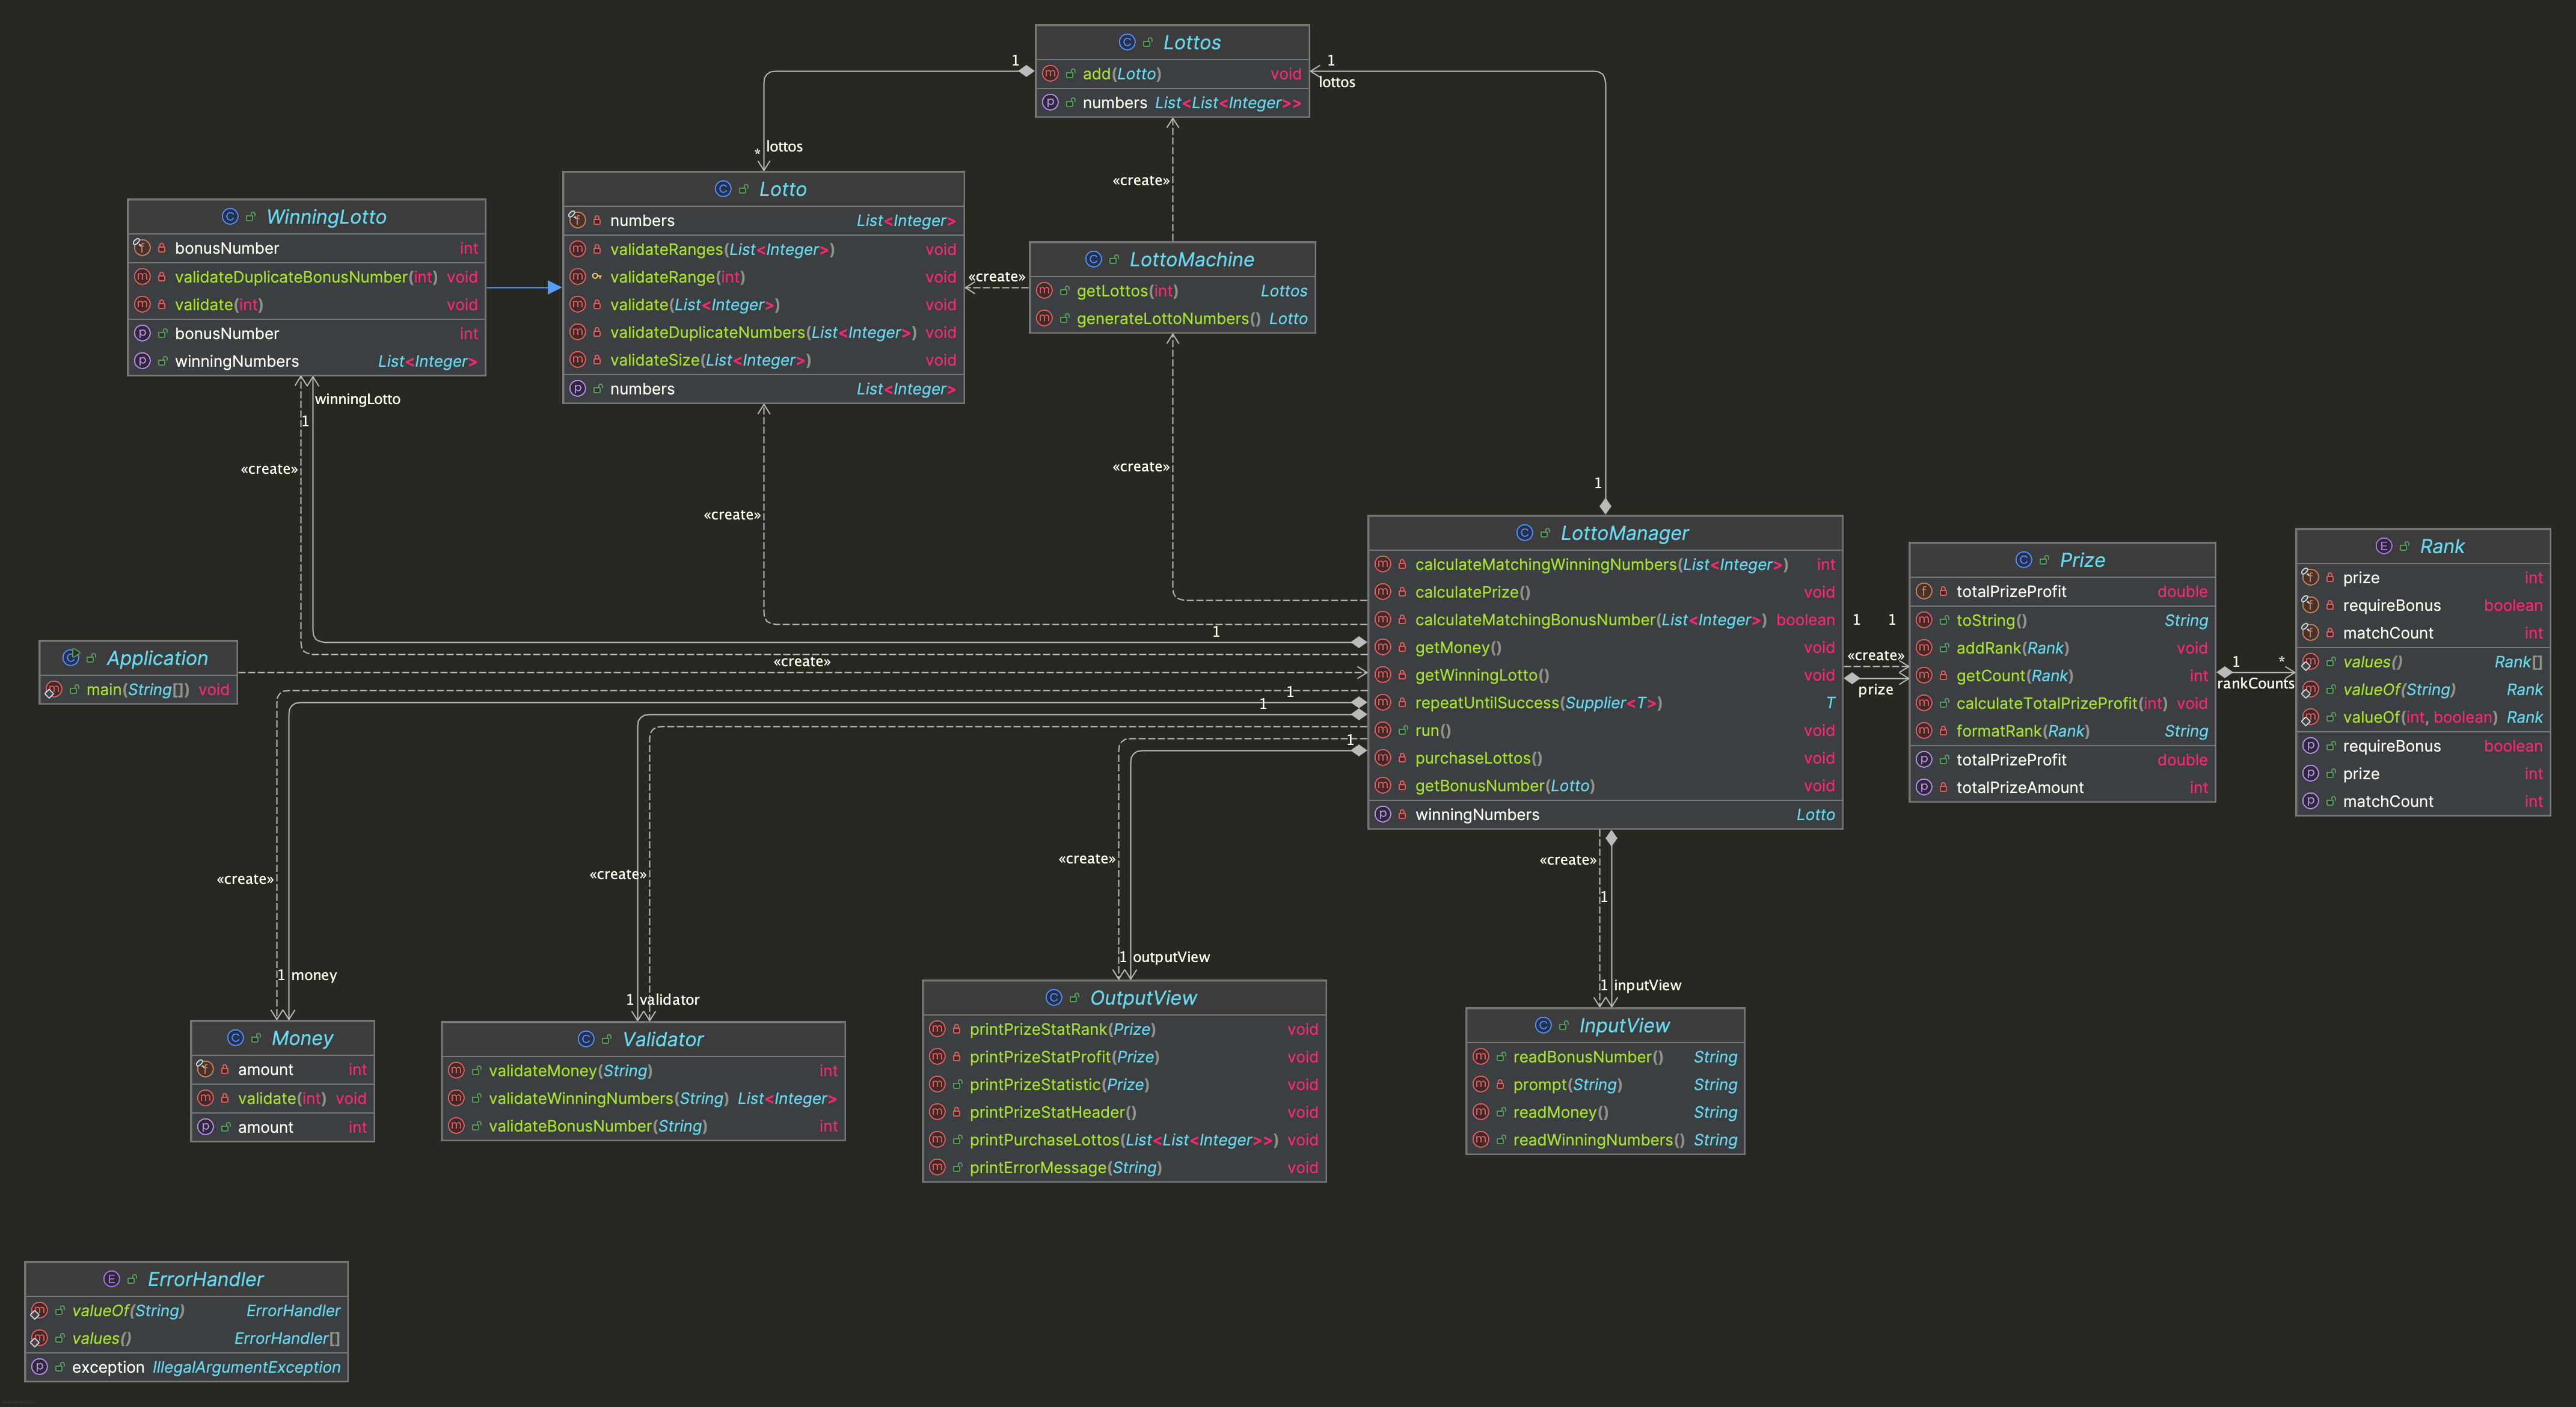 Lottos
add(Lotto) void
numbers List<List<Integer>>
1
1
lottos
* lottos
«create»
WinningLotto
bonusNumber int
validateDuplicateBonusNumber(int) void
validate(int) void
bonusNumber int
winningNumbers List<Integer>
Lotto
numbers List<Integer>
validateRanges(List<Integer>) void
validateRange(int) void
validate(List<Integer>) void
validateDuplicateNumbers(List<Integer>) void
validateSize(List<Integer>) void
numbers List<Integer>
«create»
LottoMachine
getLottos(int) Lottos
generateLottoNumbers() Lotto
winningLotto
1
«create»
«create»
«create»
1
LottoManager
calculateMatchingWinningNumbers(List<Integer>) int
calculatePrize() void
calculateMatchingBonusNumber(List<Integer>) boolean
getMoney() void
getWinningLotto() void
repeatUntilSuccess(Supplier<T>) T
run() void
purchaseLottos() void
getBonusNumber(Lotto) void
winningNumbers Lotto
1 1
«create»
prize
Prize
totalPrizeProfit double
toString() String
addRank(Rank) void
getCount(Rank) int
calculateTotalPrizeProfit(int) void
formatRank(Rank) String
totalPrizeProfit double
totalPrizeAmount int
1 *
rankCounts
Rank
prize int
requireBonus boolean
matchCount int
values() Rank[]
valueOf(String) Rank
valueOf(int, boolean) Rank
requireBonus boolean
prize int
matchCount int
Application
main(String[]) void
1
«create»
1
1
1
«create»
«create»
«create»
«create»
1
1 money
1 validator
1 outputView
1 inputView
Money
amount int
validate(int) void
amount int
Validator
validateMoney(String) int
validateWinningNumbers(String) List<Integer>
validateBonusNumber(String) int
OutputView
printPrizeStatRank(Prize) void
printPrizeStatProfit(Prize) void
printPrizeStatistic(Prize) void
printPrizeStatHeader() void
printPurchaseLottos(List<List<Integer>>) void
printErrorMessage(String) void
InputView
readBonusNumber() String
prompt(String) String
readMoney() String
readWinningNumbers() String
ErrorHandler
valueOf(String) ErrorHandler
values() ErrorHandler[]
exception IllegalArgumentException